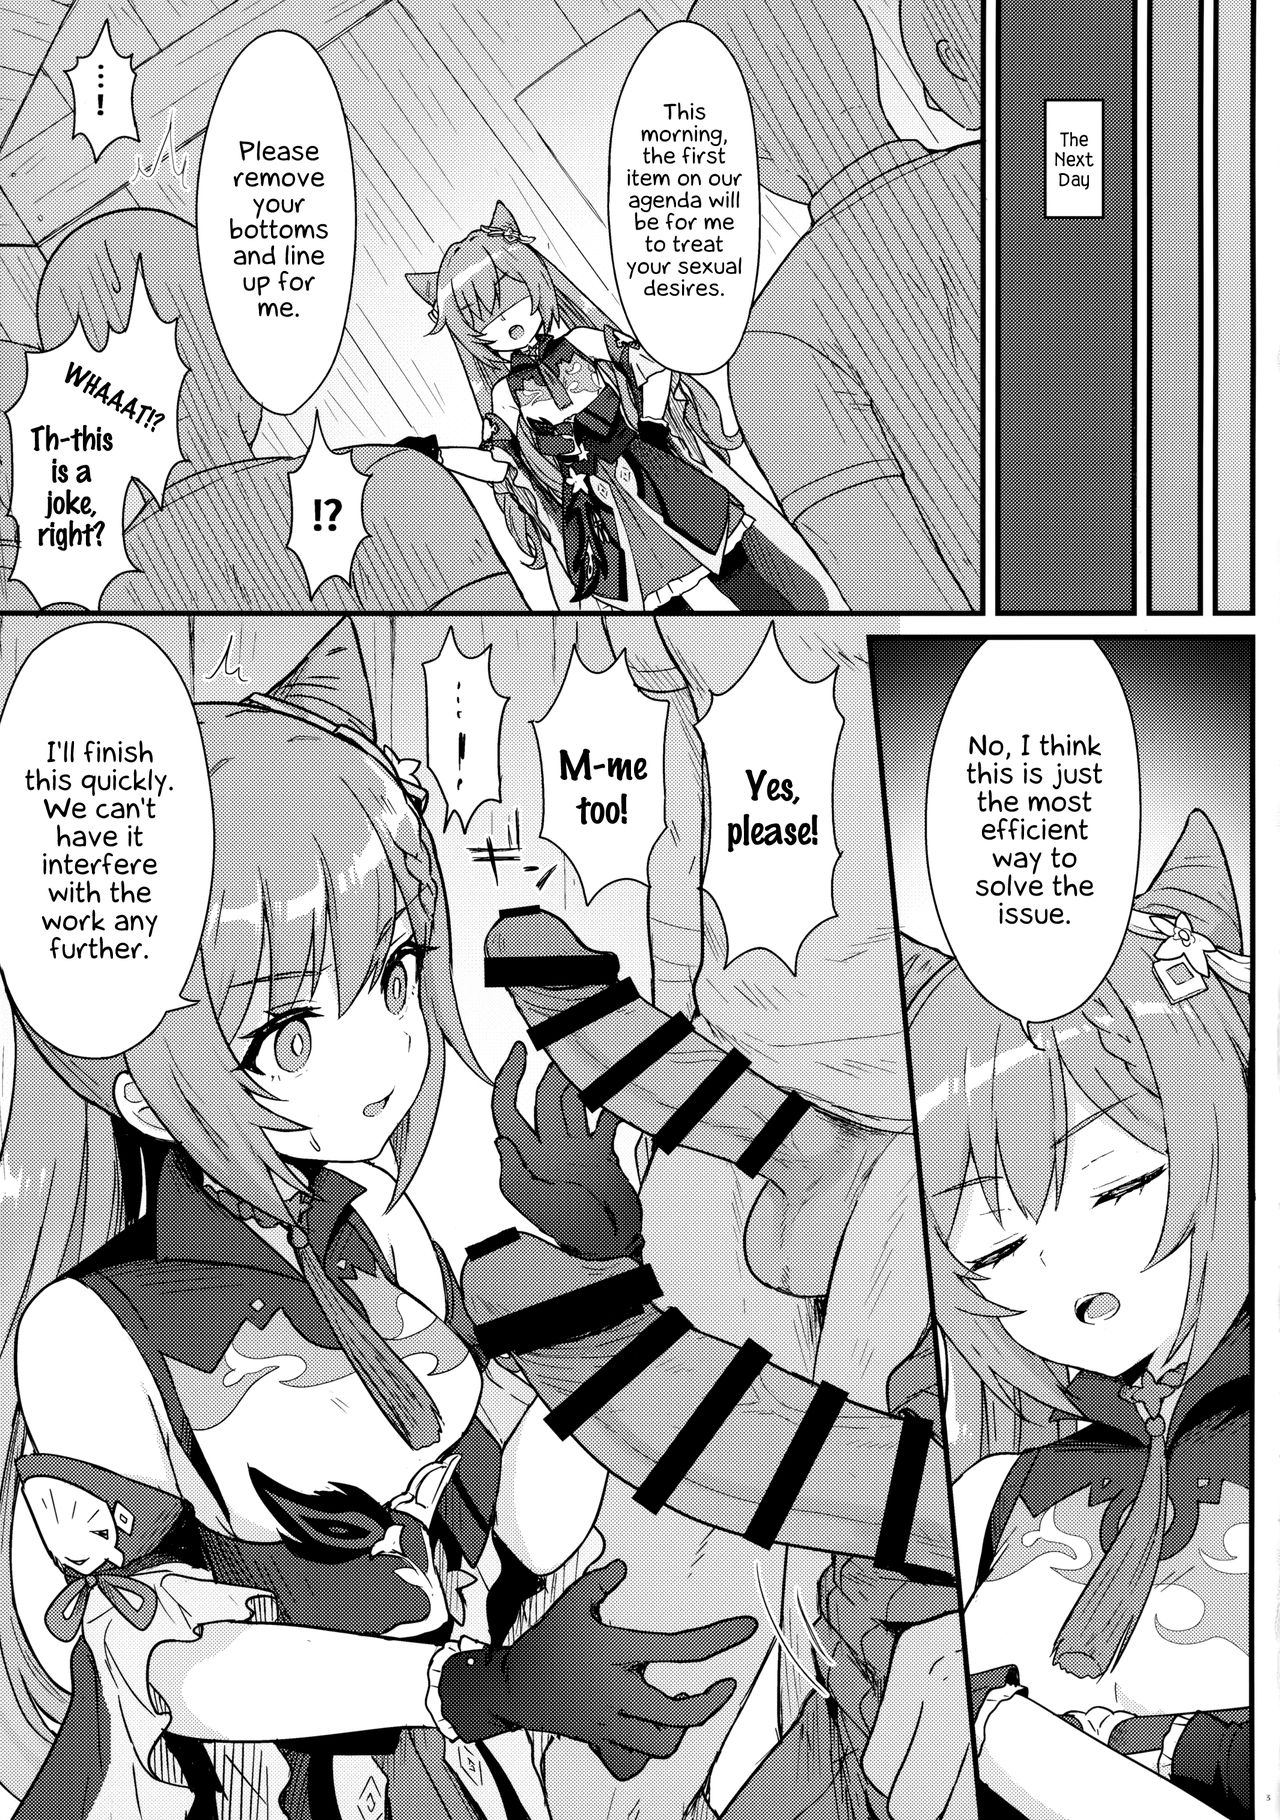 The
Next
Day
This
morning,
the first
item on our
agenda will
be for me
to treat
your sexual
desires.
Please
remove
your
bottoms
and line
up for
me.
...!
WHAAAT!?
Th-this
is a
joke,
right?
!?
No, I think
this is just
the most
efficient
way to
solve the
issue.
Yes,
please!
M-me
too!
...!
I'll finish
this quickly.
We can't
have it
interfere
with the
work any
further.